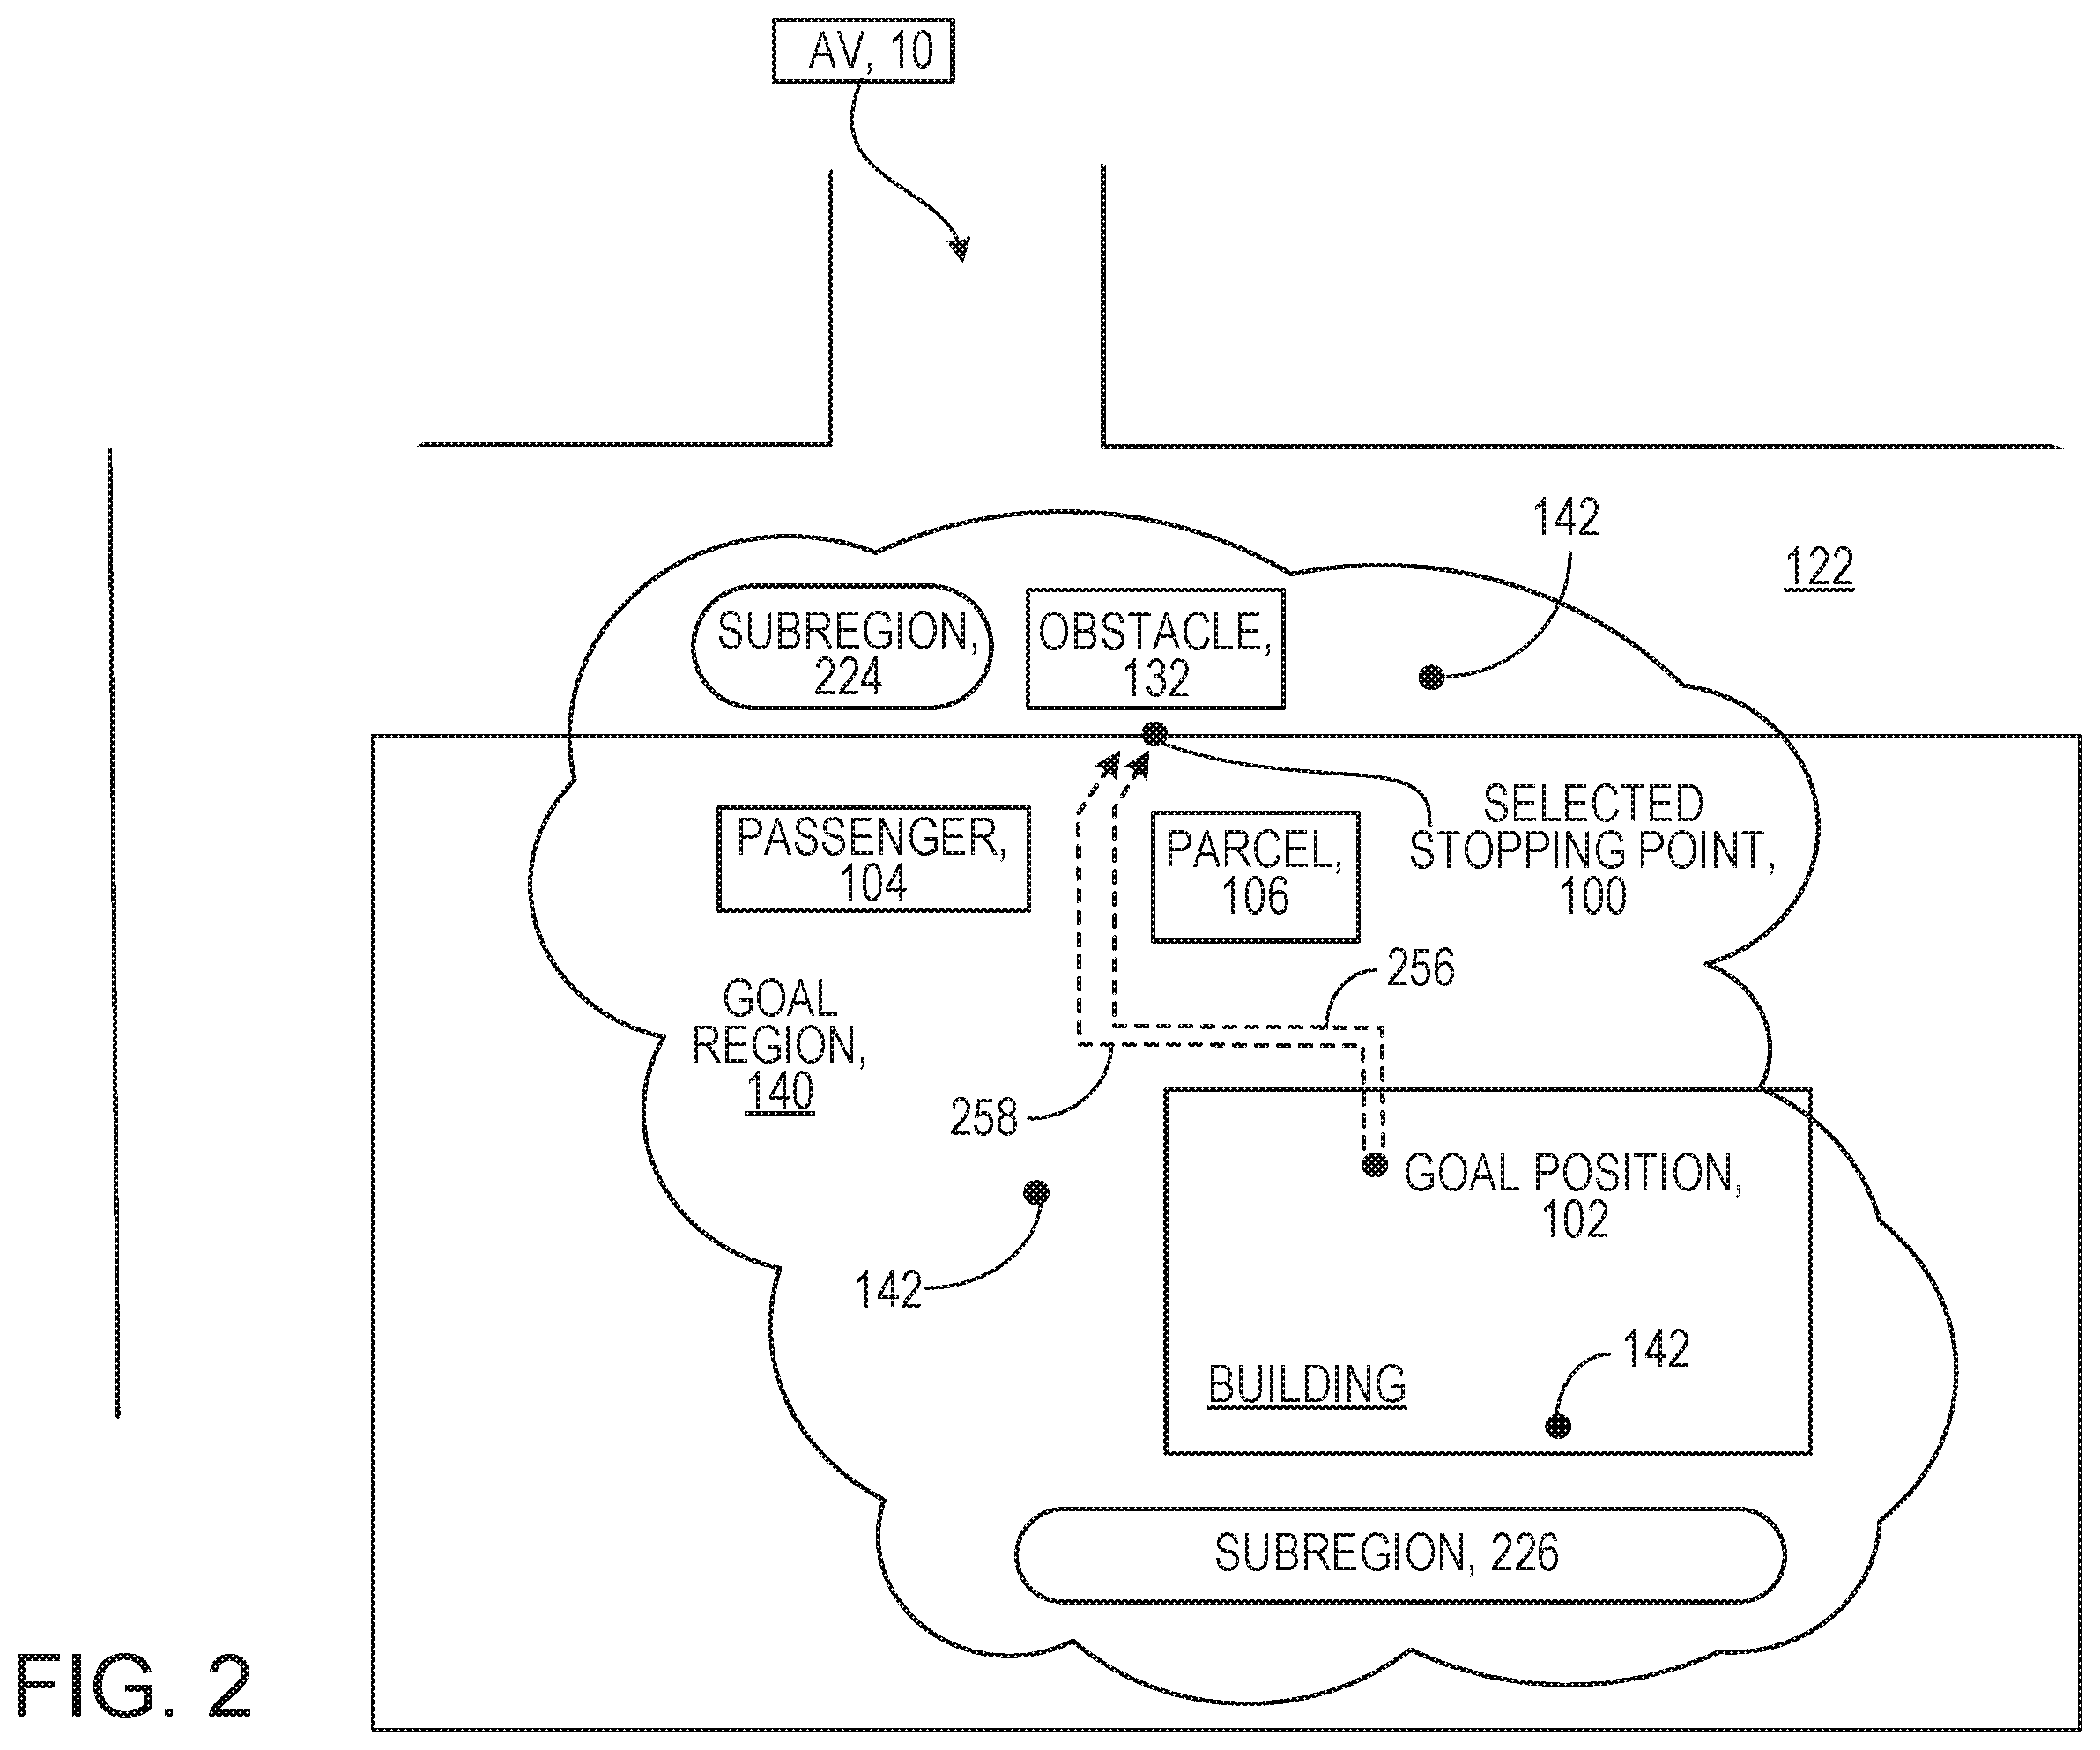 AV, 10
142
122
SUBREGION,
224
OBSTACLE,
132
SELECTED
STOPPING POINT,
100
PASSENGER,
104
PARCEL,
106
256
GOAL
REGION,
140
258
GOAL POSITION,
102
142
142
BUILDING
SUBREGION, 226
FIG. 2